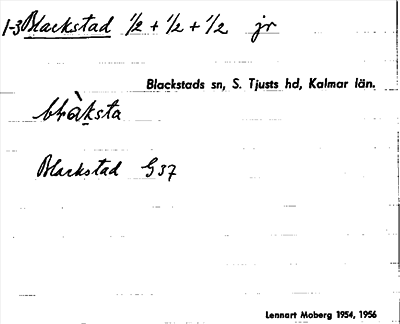 1-3 Blackstad 1/2 + 1/2 + 1/2 jr
Blackstads sn, S. Tjusts hd, Kalmar län.
blàksta
Blackstad G37
Lennart Moberg 1954, 1956